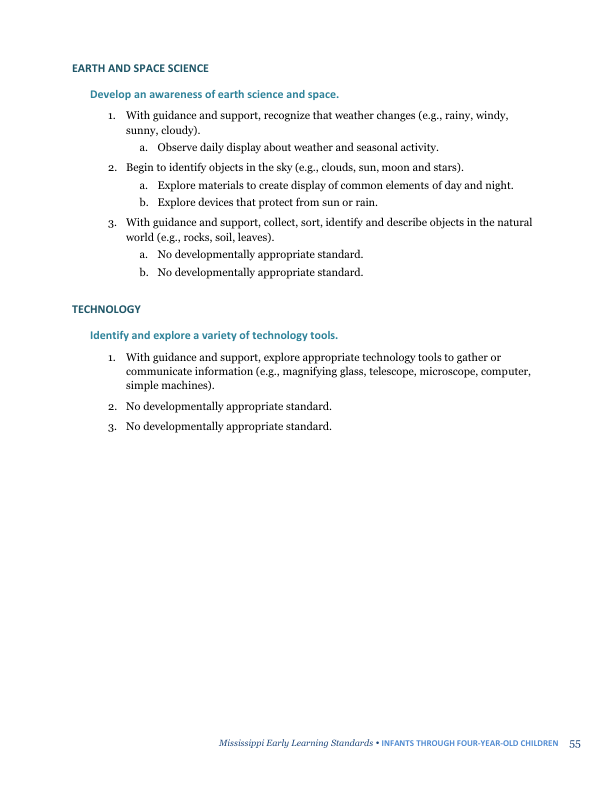 EARTH AND SPACE SCIENCE
Develop an awareness of earth science and space.
1. With guidance and support, recognize that weather changes (e.g., rainy, windy,
sunny, cloudy).
a. Observe daily display about weather and seasonal activity.
2. Begin to identify objects in the sky (e.g., clouds, sun, moon and stars).
a. Explore materials to create display of common elements of day and night.
b. Explore devices that protect from sun or rain.
3. With guidance and support, collect, sort, identify and describe objects in the natural
world (e.g., rocks, soil, leaves).
a. No developmentally appropriate standard.
b. No developmentally appropriate standard.
TECHNOLOGY
Identify and explore a variety of technology tools.
1. With guidance and support, explore appropriate technology tools to gather or
communicate information (e.g., magnifying glass, telescope, microscope, computer,
simple machines).
2. No developmentally appropriate standard.
3. No developmentally appropriate standard.
Mississippi Early Learning Standards • INFANTS THROUGH FOUR-YEAR-OLD CHILDREN 55